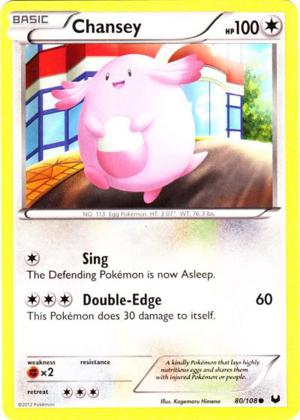 BASIC
Chansey
HP100
NO. 113 Egg Pokémon HT: 3'07" WT: 76.3 lbs.
Sing
The Defending Pokémon is now Asleep.
Double-Edge 60
This Pokémon does 30 damage to itself.
weakness resistance
×2
retreat
A kindly Pokémon that lays highly
nutritious eggs and shares them
with injured Pokémon or people.
Illus. Kagemaru Himeno
80/108
©2012 Pokémon